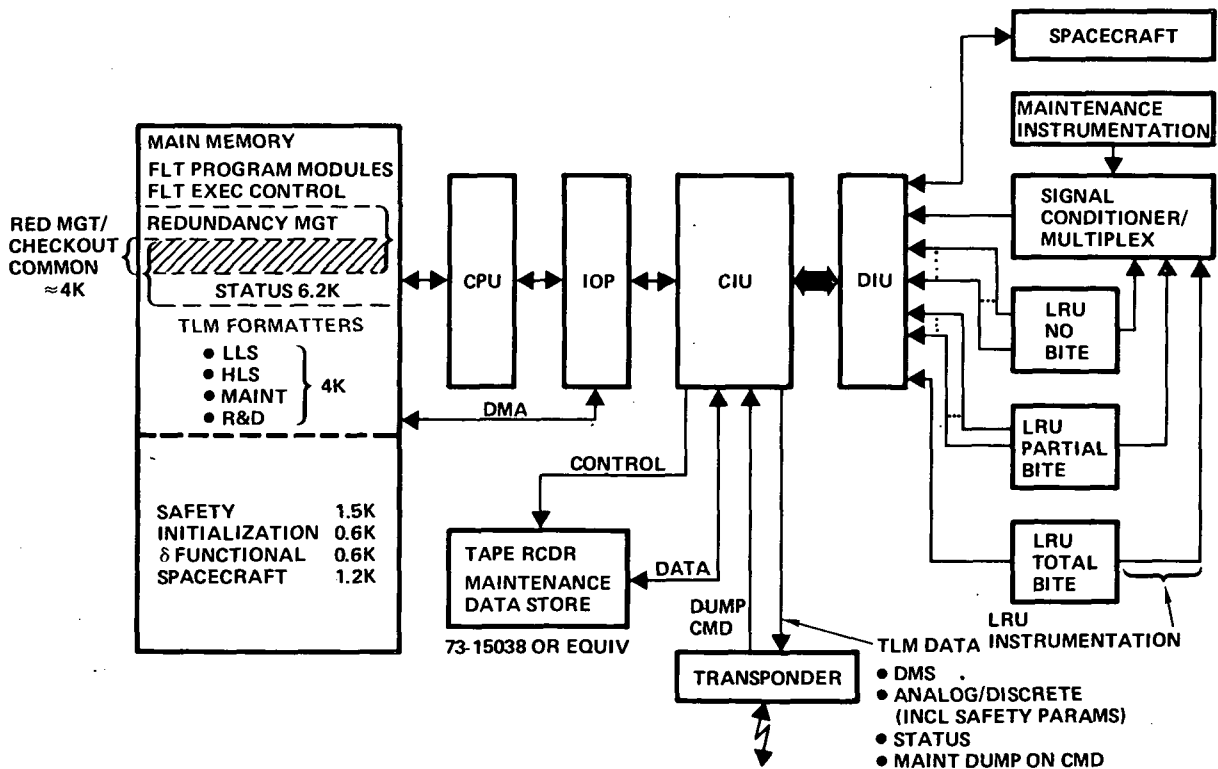 SPACECRAFT
MAINTENANCE
INSTRUMENTATION
SIGNAL
CONDITIONER/
MULTIPLEX
LRU
NO
BITE
LRU
PARTIAL
BITE
LRU
TOTAL
BITE
LRU
INSTRUMENTATION
MAIN MEMORY
FLT PROGRAM MODULES
FLT EXEC CONTROL
REDUNDANCY MGT
RED MGT/
CHECKOUT
COMMON
≈4K
STATUS 6.2K
TLM FORMATTERS
● LLS
● HLS
● MAINT
● R&D
4K
SAFETY 1.5K
INITIALIZATION 0.6K
δ FUNCTIONAL 0.6K
SPACECRAFT 1.2K
CPU
IOP
CIU
DIU
DMA
CONTROL
TAPE RCDR
MAINTENANCE
DATA STORE
73-15038 OR EQUIV
DATA
DUMP
CMD
TRANSPONDER
TLM DATA
● DMS
● ANALOG/DISCRETE
(INCL SAFETY PARAMS)
● STATUS
● MAINT DUMP ON CMD